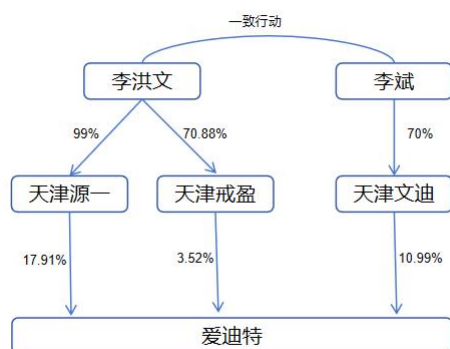 一致行动
李洪文
李斌
99%
70.88%
70%
天津源一
天津戒盈
天津文迪
17.91%
3.52%
10.99%
爱迪特